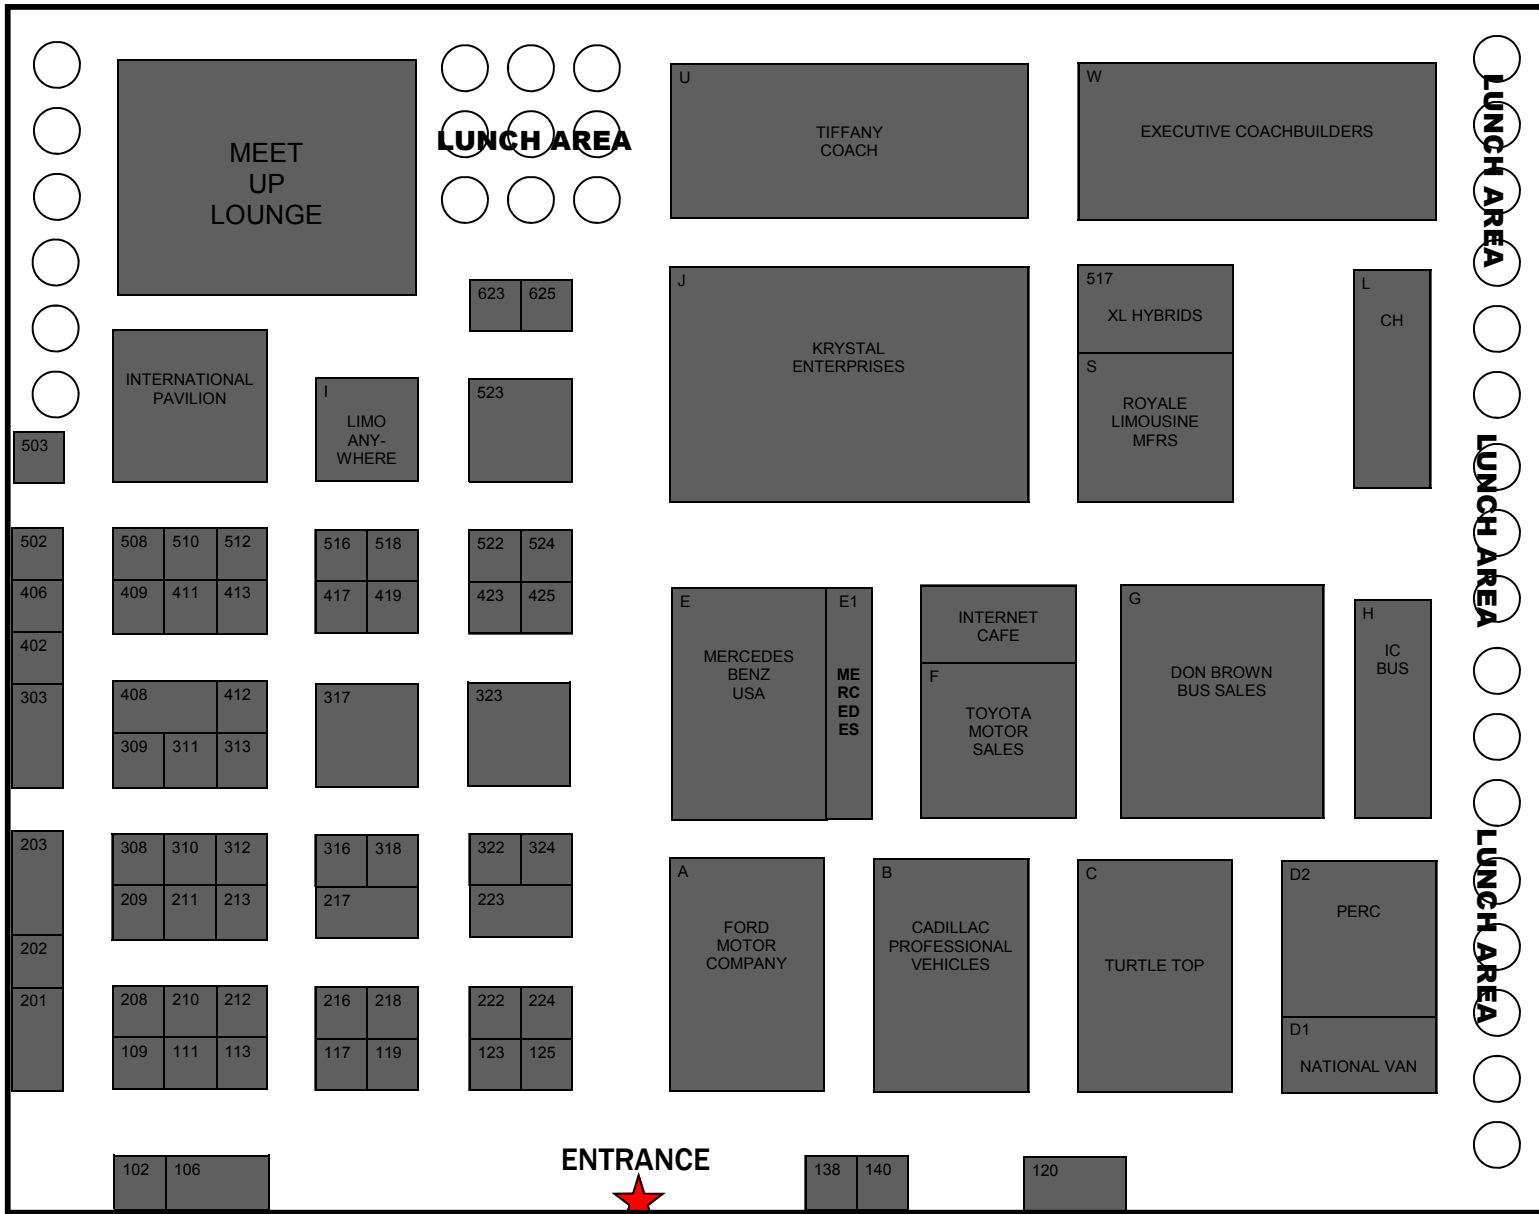 MEET
UP
LOUNGE
LUNCH AREA
U
TIFFANY
COACH
W
EXECUTIVE COACHBUILDERS
LUNCH AREA
623 625
J
KRYSTAL
ENTERPRISES
517
XL HYBRIDS
S
ROYALE
LIMOUSINE
MFRS
L
CH
INTERNATIONAL
PAVILION
I
LIMO
ANY-
WHERE
523
503
LUNCH AREA
502 508 510 512 516 518 522 524
406 409 411 413 417 419 423 425
402
303
408 412 317 323
309 311 313
E
MERCEDES
BENZ
USA
E1
ME
RC
ED
ES
INTERNET
CAFE
F
TOYOTA
MOTOR
SALES
G
DON BROWN
BUS SALES
H
IC
BUS
203 308 310 312 316 318 322 324
209 211 213 217 223
202
201 208 210 212 216 218 222 224
109 111 113 117 119 123 125
A
FORD
MOTOR
COMPANY
B
CADILLAC
PROFESSIONAL
VEHICLES
C
TURTLE TOP
D2
PERC
D1
NATIONAL VAN
LUNCH AREA
102 106
ENTRANCE
138 140
120